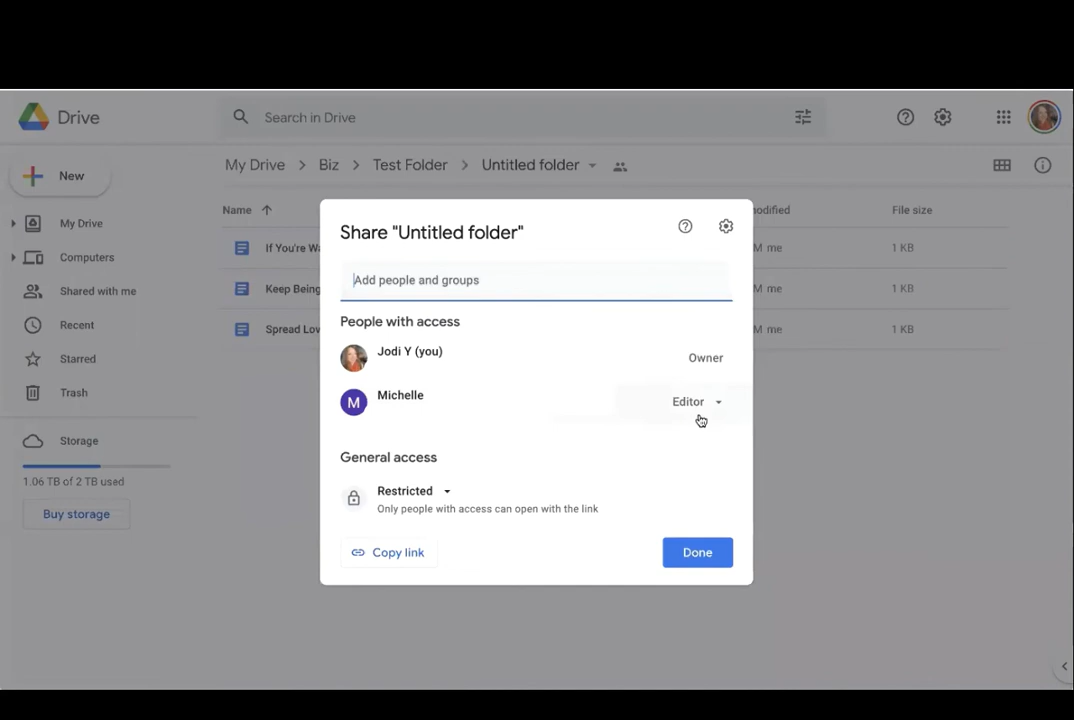 Drive
Search in Drive
New
My Drive
Biz
Test Folder
Untitled folder
My Drive
Computers
Shared with me
Recent
Starred
Trash
Storage
1.06 TB of 2 TB used
Buy storage
Name
File size
If You're
M me
1 KB
Keep Being
M me
1 KB
Spread
M me
1 KB
Share "Untitled folder"
Add people and groups
People with access
Jodi Y (you)
Owner
M
Michelle
Editor
General access
Restricted
Only people with access can open with the link
Copy link
Done